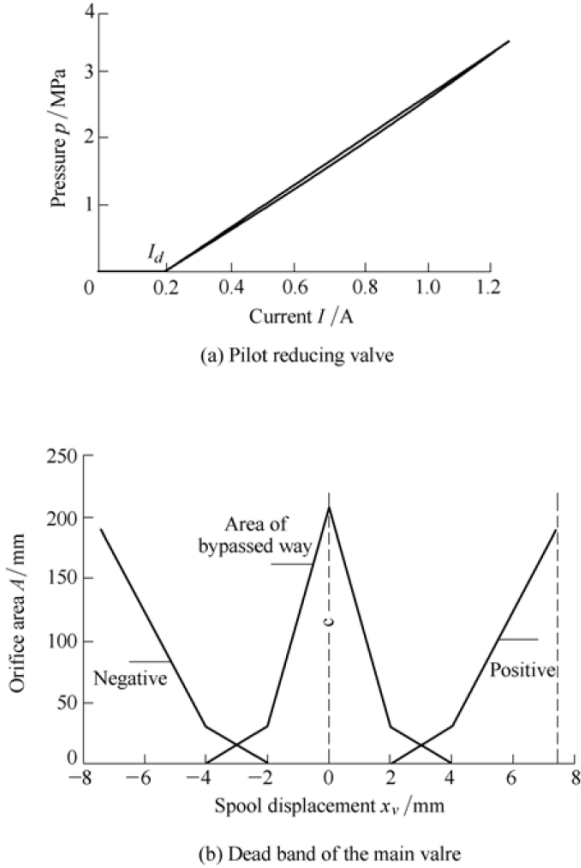 4
3
2
1
Pressure p / MPa
I_d
0 0.2 0.4 0.6 0.8 1.0 1.2
Current I /A
(a) Pilot reducing valve
250
200
150
100
50
0
Orifice area A / mm
Area of
bypassed way
c
Negative
Positive
−8 −6 −4 −2 0 2 4 6 8
Spool displacement x_v /mm
(b) Dead band of the main valre